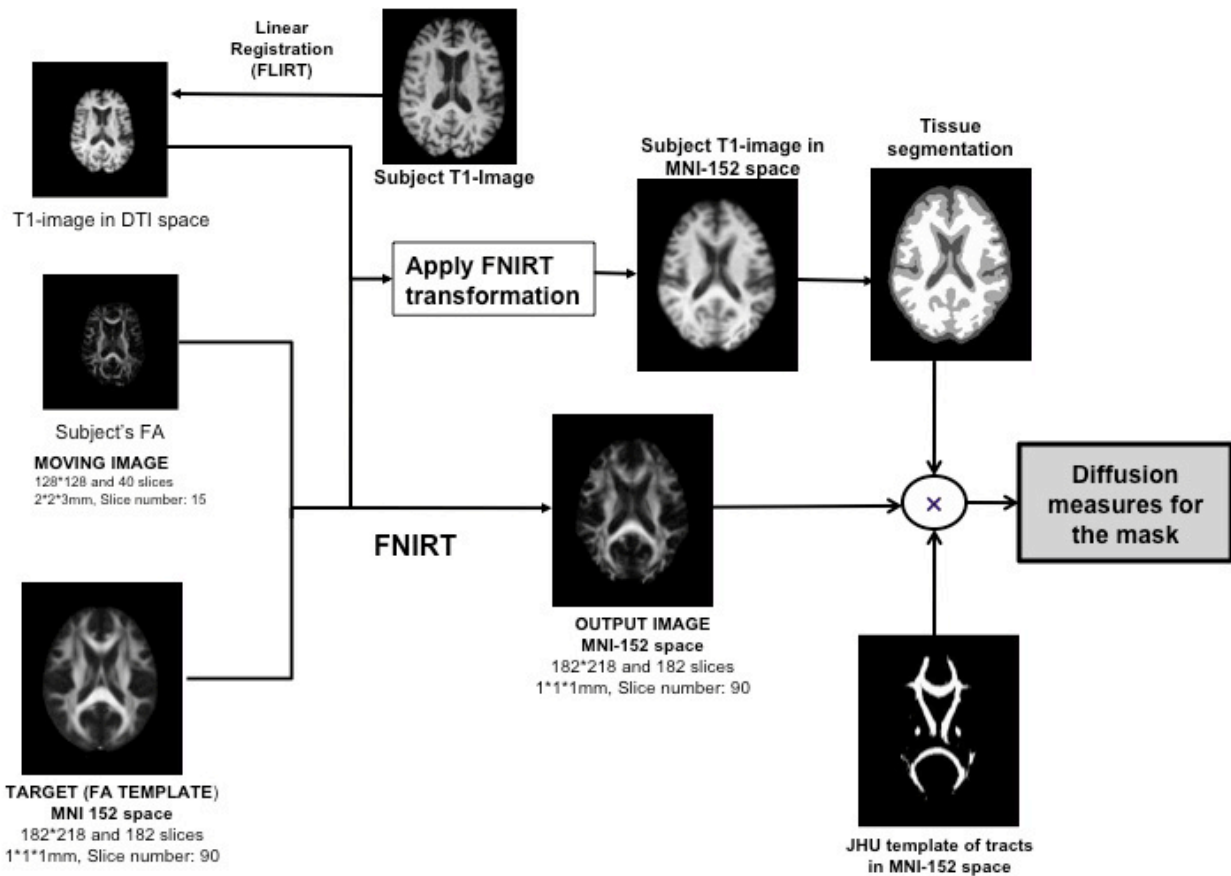 Linear
Registration
(FLIRT)
Subject T1-Image
T1-image in DTI space
Apply FNIRT
transformation
Subject T1-image in
MNI-152 space
Tissue
segmentation
Subject's FA
MOVING IMAGE
128*128 and 40 slices
2*2*3mm, Slice number: 15
FNIRT
×
Diffusion
measures for
the mask
OUTPUT IMAGE
MNI-152 space
182*218 and 182 slices
1*1*1mm, Slice number: 90
TARGET (FA TEMPLATE)
MNI 152 space
182*218 and 182 slices
1*1*1mm, Slice number: 90
JHU template of tracts
in MNI-152 space